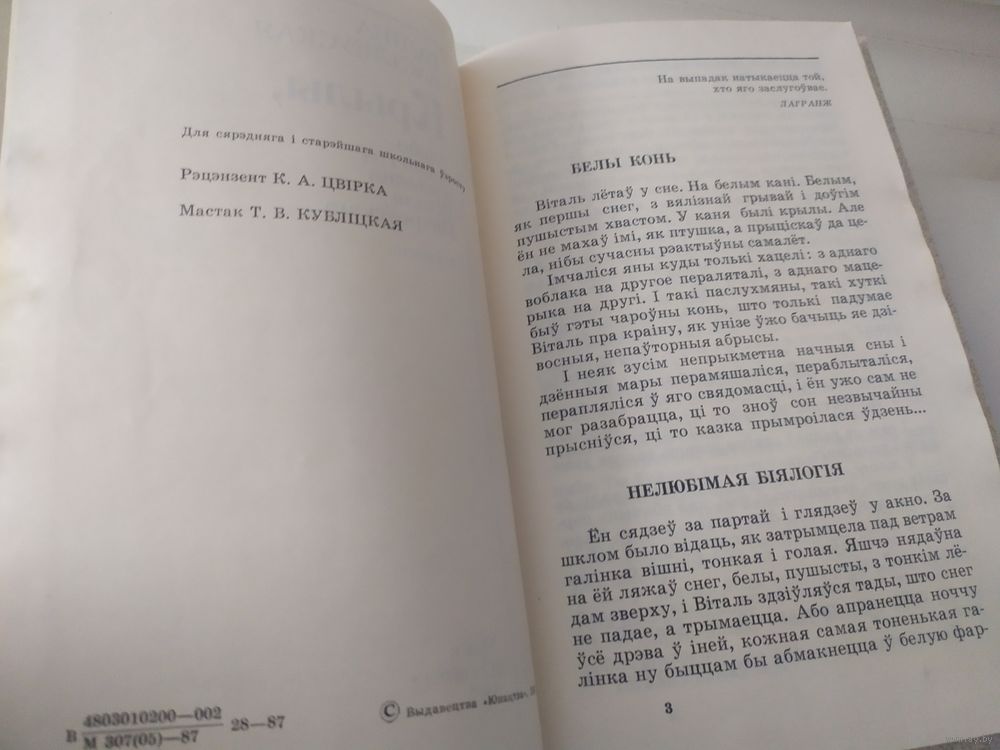 Для сярэдняга і старэйшага школьнага ўзросту
Рэцэнзент К. А. ЦВІРКА
Мастак Т. В. КУБЛІЦКАЯ
В 4803010200—002
М 307(05)—87
28—87
© Выдавецтва «Юнацтва»,
На выпадак натыкаецца той,
хто яго заслугоўвае.
ЛАГРАНЖ
БЕЛЫ КОНЬ
Віталь лётаў у сне. На белым кані. Белым,
як першы снег, з вялізнай грывай і доўгім
пушыстым хвастом. У каня былі крылы. Але
ён не махаў імі, як птушка, а прыціскаў да це-
ла, нібы сучасны рэактыўны самалёт.
Імчаліся яны куды толькі хацелі: з аднаго
воблака на другое пераляталі, з аднаго маце-
рыка на другі. І такі паслухмяны, такі хуткі
быў гэты чароўны конь, што толькі падумае
Віталь пра краіну, як унізе ўжо бачыць яе дзі-
восныя, непаўторныя абрысы.
І неяк зусім непрыкметна начныя сны і
дзённыя мары перамяшаліся, пераблыталіся,
перапляліся ў яго свядомасці, і ён ужо сам не
мог разабрацца, ці то зноў сон незвычайны
прысніўся, ці то казка прымроілася ўдзень...
НЕЛЮБІМАЯ БІЯЛОГІЯ
Ён сядзеў за партай і глядзеў у акно. За
шклом было відаць, як затрымцела пад ветрам
галінка вішні, тонкая і голая. Яшчэ нядаўна
на ёй ляжаў снег, белы, пушысты, з тонкім лё-
дам зверху, і Віталь здзіўляўся тады, што снег
не падае, а трымаецца. Або апранецца ноччу
ўсё дрэва ў іней, кожная самая тоненькая га-
лінка ну быццам бы абмакнецца ў белую фар-
3